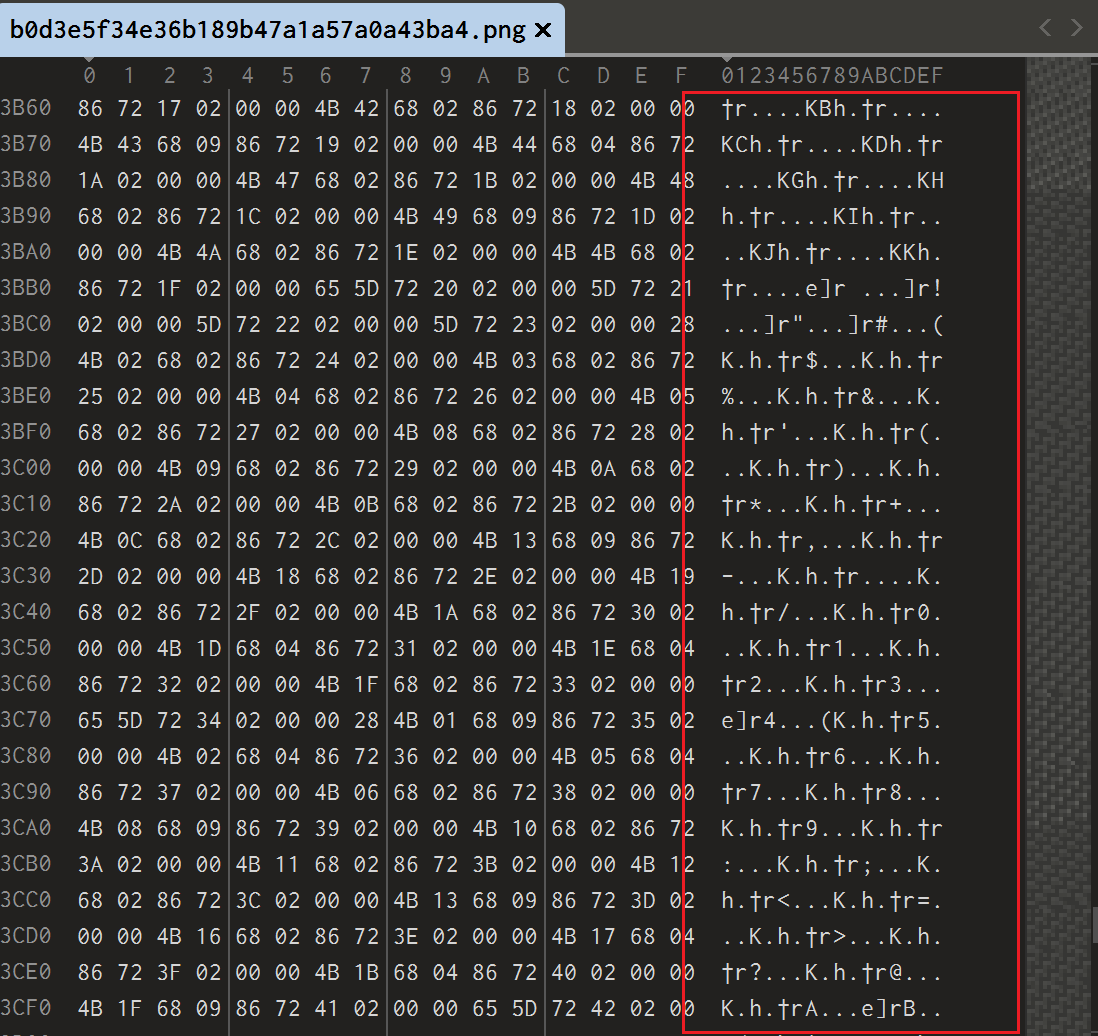 b0d3e5f34e36b189b47a1a57a0a43ba4.png ×
0 1 2 3 4 5 6 7 8 9 A B C D E F 0123456789ABCDEF
3B60 86 72 17 02 00 00 4B 42 68 02 86 72 18 02 00 00 †r....KBh.†r....
3B70 4B 43 68 09 86 72 19 02 00 00 4B 44 68 04 86 72 KCh.†r....KDh.†r
3B80 1A 02 00 00 4B 47 68 02 86 72 1B 02 00 00 4B 48 ....KGh.†r....KH
3B90 68 02 86 72 1C 02 00 00 4B 49 68 09 86 72 1D 02 h.†r....KIh.†r..
3BA0 00 00 4B 4A 68 02 86 72 1E 02 00 00 4B 4B 68 02 ..KJh.†r....KKh.
3BB0 86 72 1F 02 00 00 65 5D 72 20 02 00 00 5D 72 21 †r....e]r ...]r!
3BC0 02 00 00 5D 72 22 02 00 00 5D 72 23 02 00 00 28 ...]r"...]r#...(
3BD0 4B 02 68 02 86 72 24 02 00 00 4B 03 68 02 86 72 K.h.†r$...K.h.†r
3BE0 25 02 00 00 4B 04 68 02 86 72 26 02 00 00 4B 05 %...K.h.†r&...K.
3BF0 68 02 86 72 27 02 00 00 4B 08 68 02 86 72 28 02 h.†r'...K.h.†r(.
3C00 00 00 4B 09 68 02 86 72 29 02 00 00 4B 0A 68 02 ..K.h.†r)...K.h.
3C10 86 72 2A 02 00 00 4B 0B 68 02 86 72 2B 02 00 00 †r*...K.h.†r+...
3C20 4B 0C 68 02 86 72 2C 02 00 00 4B 13 68 09 86 72 K.h.†r,...K.h.†r
3C30 2D 02 00 00 4B 18 68 02 86 72 2E 02 00 00 4B 19 -...K.h.†r....K.
3C40 68 02 86 72 2F 02 00 00 4B 1A 68 02 86 72 30 02 h.†r/...K.h.†r0.
3C50 00 00 4B 1D 68 04 86 72 31 02 00 00 4B 1E 68 04 ..K.h.†r1...K.h.
3C60 86 72 32 02 00 00 4B 1F 68 02 86 72 33 02 00 00 †r2...K.h.†r3...
3C70 65 5D 72 34 02 00 00 28 4B 01 68 09 86 72 35 02 e]r4...(K.h.†r5.
3C80 00 00 4B 02 68 04 86 72 36 02 00 00 4B 05 68 04 ..K.h.†r6...K.h.
3C90 86 72 37 02 00 00 4B 06 68 02 86 72 38 02 00 00 †r7...K.h.†r8...
3CA0 4B 08 68 09 86 72 39 02 00 00 4B 10 68 02 86 72 K.h.†r9...K.h.†r
3CB0 3A 02 00 00 4B 11 68 02 86 72 3B 02 00 00 4B 12 :...K.h.†r;...K.
3CC0 68 02 86 72 3C 02 00 00 4B 13 68 09 86 72 3D 02 h.†r<...K.h.†r=.
3CD0 00 00 4B 16 68 02 86 72 3E 02 00 00 4B 17 68 04 ..K.h.†r>...K.h.
3CE0 86 72 3F 02 00 00 4B 1B 68 04 86 72 40 02 00 00 †r?...K.h.†r@...
3CF0 4B 1F 68 09 86 72 41 02 00 00 65 5D 72 42 02 00 K.h.†rA...e]rB..